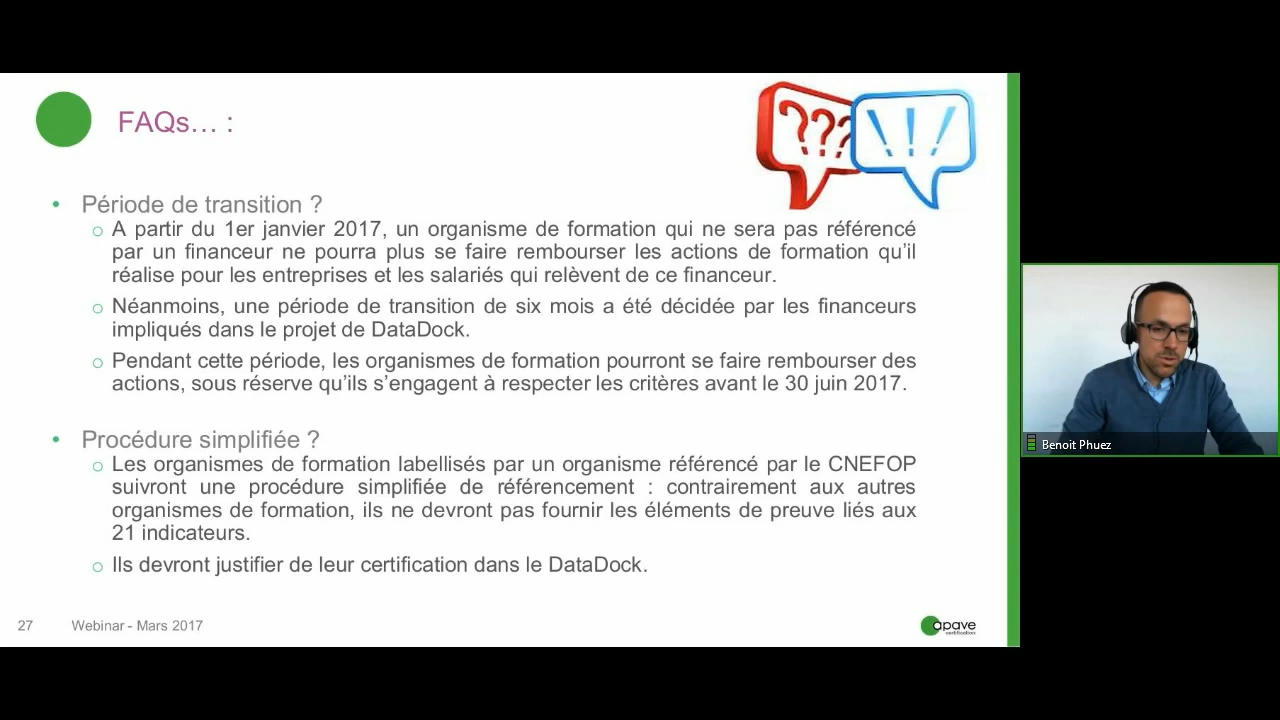 FAQs… :
???
!!!
• Période de transition ?
o A partir du 1er janvier 2017, un organisme de formation qui ne sera pas référencé
par un financeur ne pourra plus se faire rembourser les actions de formation qu’il
réalise pour les entreprises et les salariés qui relèvent de ce financeur.
o Néanmoins, une période de transition de six mois a été décidée par les financeurs
impliqués dans le projet de DataDock.
o Pendant cette période, les organismes de formation pourront se faire rembourser des
actions, sous réserve qu’ils s’engagent à respecter les critères avant le 30 juin 2017.
• Procédure simplifiée ?
o Les organismes de formation labellisés par un organisme référencé par le CNEFOP
suivront une procédure simplifiée de référencement : contrairement aux autres
organismes de formation, ils ne devront pas fournir les éléments de preuve liés aux
21 indicateurs.
o Ils devront justifier de leur certification dans le DataDock.
27 Webinar - Mars 2017
apave
certification
Benoit Phuez